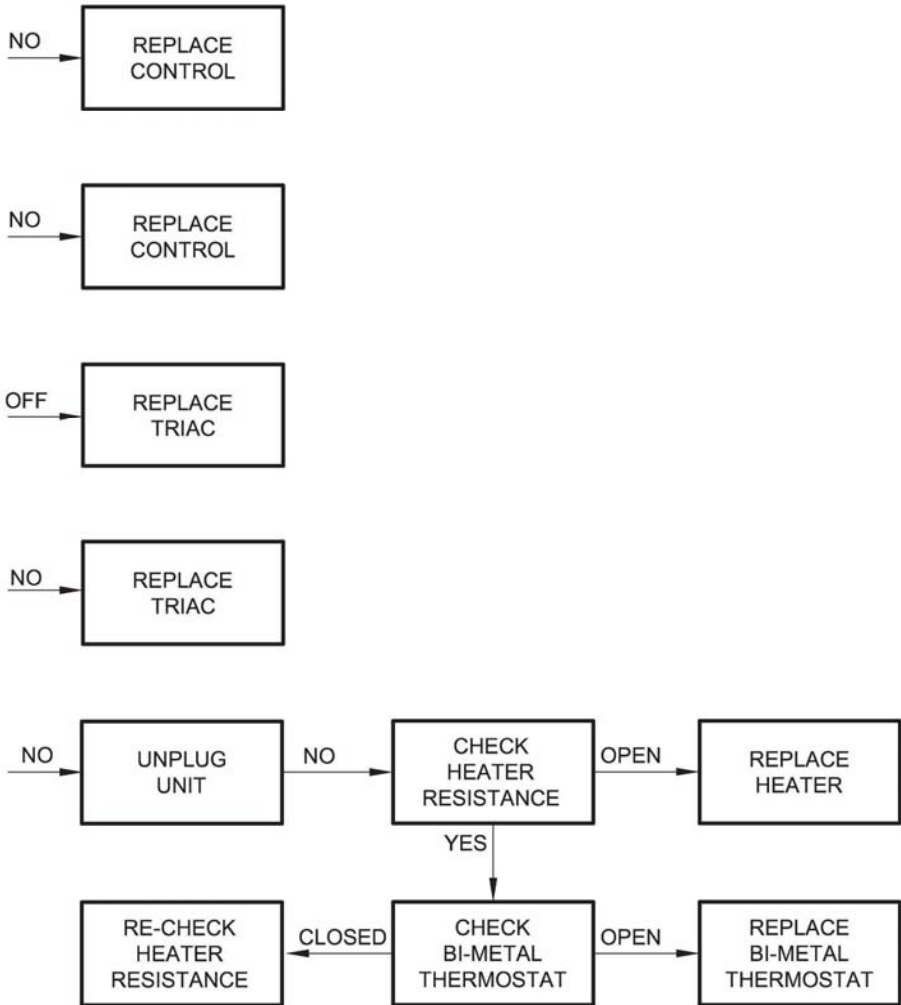 NO
REPLACE
CONTROL
NO
REPLACE
CONTROL
OFF
REPLACE
TRIAC
NO
REPLACE
TRIAC
NO
UNPLUG
UNIT
NO
CHECK
HEATER
RESISTANCE
OPEN
REPLACE
HEATER
YES
RE-CHECK
HEATER
RESISTANCE
CLOSED
CHECK
BI-METAL
THERMOSTAT
OPEN
REPLACE
BI-METAL
THERMOSTAT